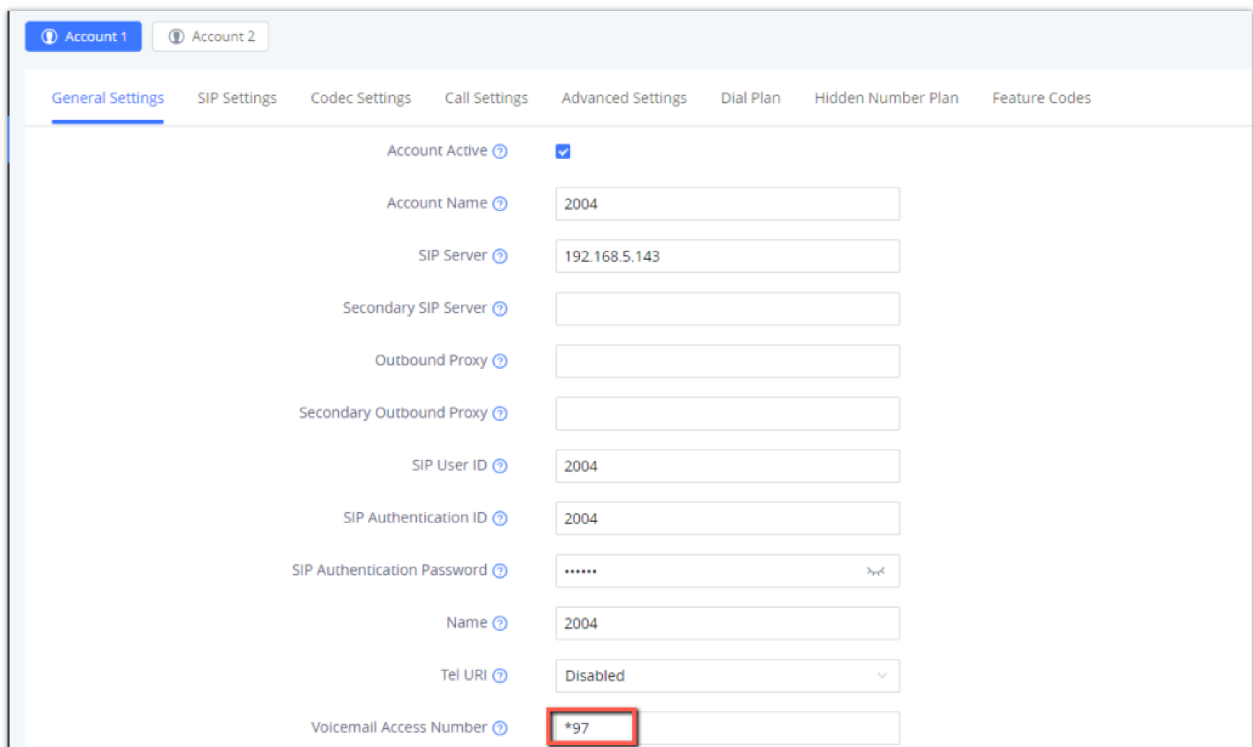 Account 1 Account 2
General Settings SIP Settings Codec Settings Call Settings Advanced Settings Dial Plan Hidden Number Plan Feature Codes
Account Active
Account Name 2004
SIP Server 192.168.5.143
Secondary SIP Server
Outbound Proxy
Secondary Outbound Proxy
SIP User ID 2004
SIP Authentication ID 2004
SIP Authentication Password ••••••
Name 2004
Tel URI Disabled
Voicemail Access Number *97